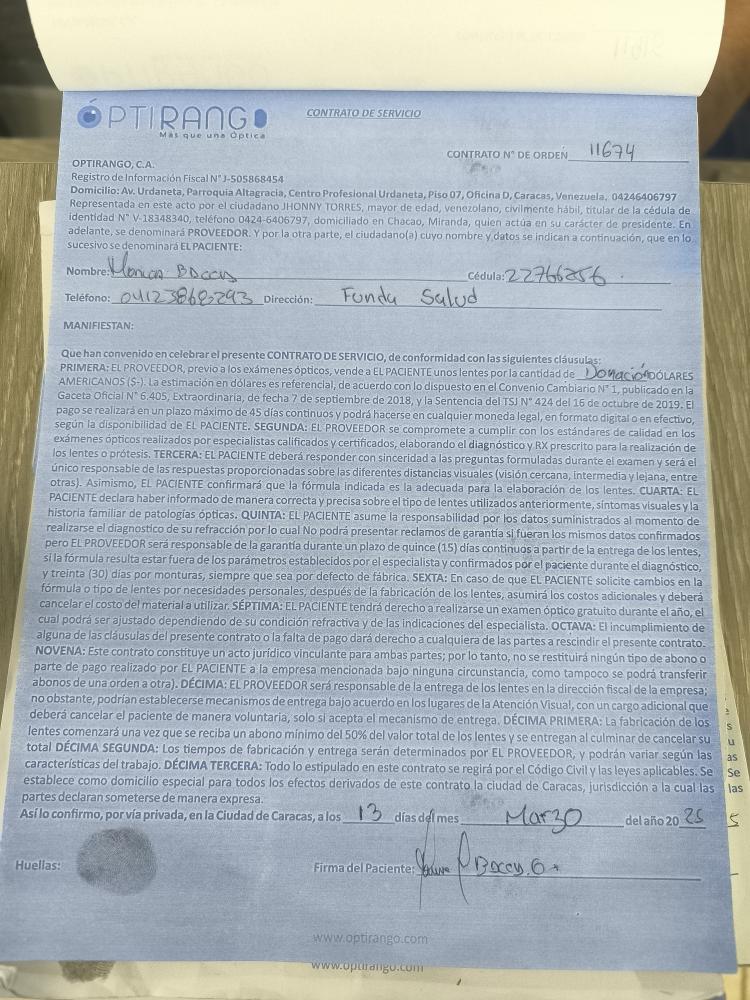 ÓPTIRANGO
Más que una Óptica
CONTRATO DE SERVICIO
CONTRATO N° DE ORDEN 11674
OPTIRANGO, C.A.
Registro de Información Fiscal N° J-505868454
Domicilio: Av. Urdaneta, Parroquia Altagracia, Centro Profesional Urdaneta, Piso 07, Oficina D, Caracas, Venezuela, 04246406797
Representada en este acto por el ciudadano JHONNY TORRES, mayor de edad, venezolano, civilmente hábil, titular de la cédula de
identidad N° V-18348340, teléfono 0424-6406797, domiciliado en Chacao, Miranda, quien actúa en su carácter de presidente. En
adelante, se denominará PROVEEDOR. Y por la otra parte, el ciudadano(a) cuyo nombre y datos se indican a continuación, que en lo
sucesivo se denominará EL PACIENTE:
Nombre: Cédula: 22766256
Teléfono: Dirección: Funda Salud
MANIFIESTAN:
Que han convenido en celebrar el presente CONTRATO DE SERVICIO, de conformidad con las siguientes cláusulas:
PRIMERA: EL PROVEEDOR, previo a los exámenes ópticos, vende a EL PACIENTE unos lentes por la cantidad de Donación DÓLARES
AMERICANOS ($-). La estimación en dólares es referencial, de acuerdo con lo dispuesto en el Convenio Cambiario N° 1, publicado en la
Gaceta Oficial N° 6.405, Extraordinaria, de fecha 7 de septiembre de 2018, y la Sentencia del TSJ N° 424 del 16 de octubre de 2019. El
pago se realizará en un plazo máximo de 45 días continuos y podrá hacerse en cualquier moneda legal, en formato digital o en efectivo,
según la disponibilidad de EL PACIENTE. SEGUNDA: EL PROVEEDOR se compromete a cumplir con los estándares de calidad en los
exámenes ópticos realizados por especialistas calificados y certificados, elaborando el diagnóstico y RX prescrito para la realización de
los lentes o prótesis. TERCERA: EL PACIENTE deberá responder con sinceridad a las preguntas formuladas durante el examen y será el
único responsable de las respuestas proporcionadas sobre las diferentes distancias visuales (visión cercana, intermedia y lejana, entre
otras). Asimismo, EL PACIENTE confirmará que la fórmula indicada es la adecuada para la elaboración de los lentes. CUARTA: EL
PACIENTE declara haber informado de manera correcta y precisa sobre el tipo de lentes utilizados anteriormente, síntomas visuales y la
historia familiar de patologías ópticas. QUINTA: EL PACIENTE asume la responsabilidad por los datos suministrados al momento de
realizarse el diagnostico de su refracción por lo cual No podrá presentar reclamos de garantía si fueran los mismos datos confirmados
pero EL PROVEEDOR será responsable de la garantía durante un plazo de quince (15) días continuos a partir de la entrega de los lentes,
si la fórmula resulta estar fuera de los parámetros establecidos por el especialista y confirmados por el paciente durante el diagnóstico,
y treinta (30) días por monturas, siempre que sea por defecto de fábrica. SEXTA: En caso de que EL PACIENTE solicite cambios en la
fórmula o tipo de lentes por necesidades personales, después de la fabricación de los lentes, asumirá los costos adicionales y deberá
cancelar el costo del material a utilizar. SÉPTIMA: EL PACIENTE tendrá derecho a realizarse un examen óptico gratuito durante el año, el
cual podrá ser ajustado dependiendo de su condición refractiva y de las indicaciones del especialista. OCTAVA: El incumplimiento de
alguna de las cláusulas del presente contrato o la falta de pago dará derecho a cualquiera de las partes a rescindir el presente contrato.
NOVENA: Este contrato constituye un acto jurídico vinculante para ambas partes; por lo tanto, no se restituirá ningún tipo de abono o
parte de pago realizado por EL PACIENTE a la empresa mencionada bajo ninguna circunstancia, como tampoco se podrá transferir
abonos de una orden a otra). DÉCIMA: EL PROVEEDOR será responsable de la entrega de los lentes en la dirección fiscal de la empresa;
no obstante, podrían establecerse mecanismos de entrega bajo acuerdo en los lugares de la Atención Visual, con un cargo adicional que
deberá cancelar el paciente de manera voluntaria, solo si acepta el mecanismo de entrega. DÉCIMA PRIMERA: La fabricación de los
lentes comenzará una vez que se reciba un abono mínimo del 50% del valor total de los lentes y se entregan al culminar de cancelar su
total DÉCIMA SEGUNDA: Los tiempos de fabricación y entrega serán determinados por EL PROVEEDOR, y podrán variar según las
características del trabajo. DÉCIMA TERCERA: Todo lo estipulado en este contrato se regirá por el Código Civil y las leyes aplicables. Se
establece como domicilio especial para todos los efectos derivados de este contrato la ciudad de Caracas, jurisdicción a la cual las
partes declaran someterse de manera expresa.
Así lo confirmo, por vía privada, en la Ciudad de Caracas, a los 13 días del mes Marzo del año 20 25
Huellas: Firma del Paciente:
www.optirango.com
www.optirango.com